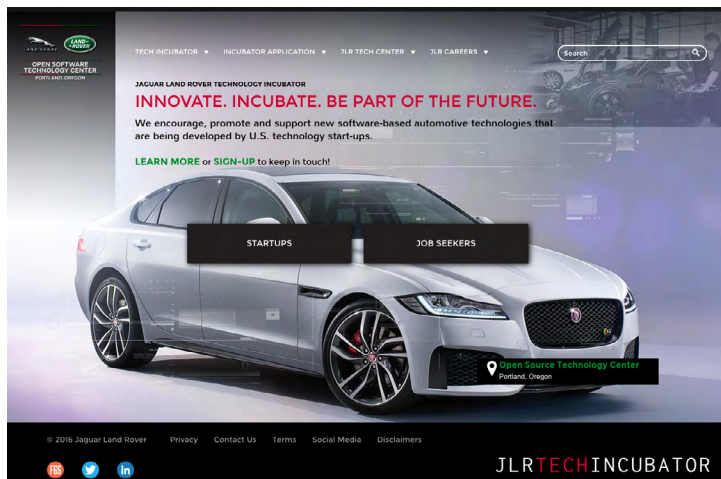 JAGUAR
LAND-
ROVER
OPEN SOFTWARE
TECHNOLOGY CENTER
PORTLAND, OREGON
TECH INCUBATOR
INCUBATOR APPLICATION
JLR TECH CENTER
JLR CAREERS
Search
JAGUAR LAND ROVER TECHNOLOGY INCUBATOR
INNOVATE. INCUBATE. BE PART OF THE FUTURE.
We encourage, promote and support new software-based automotive technologies that
are being developed by U.S. technology start-ups.
LEARN MORE or SIGN-UP to keep in touch!
STARTUPS
JOB SEEKERS
Open Source Technology Center
Portland, Oregon
© 2016 Jaguar Land Rover
Privacy
Contact Us
Terms
Social Media
Disclaimers
F6S
in
JLRTECHINCUBATOR